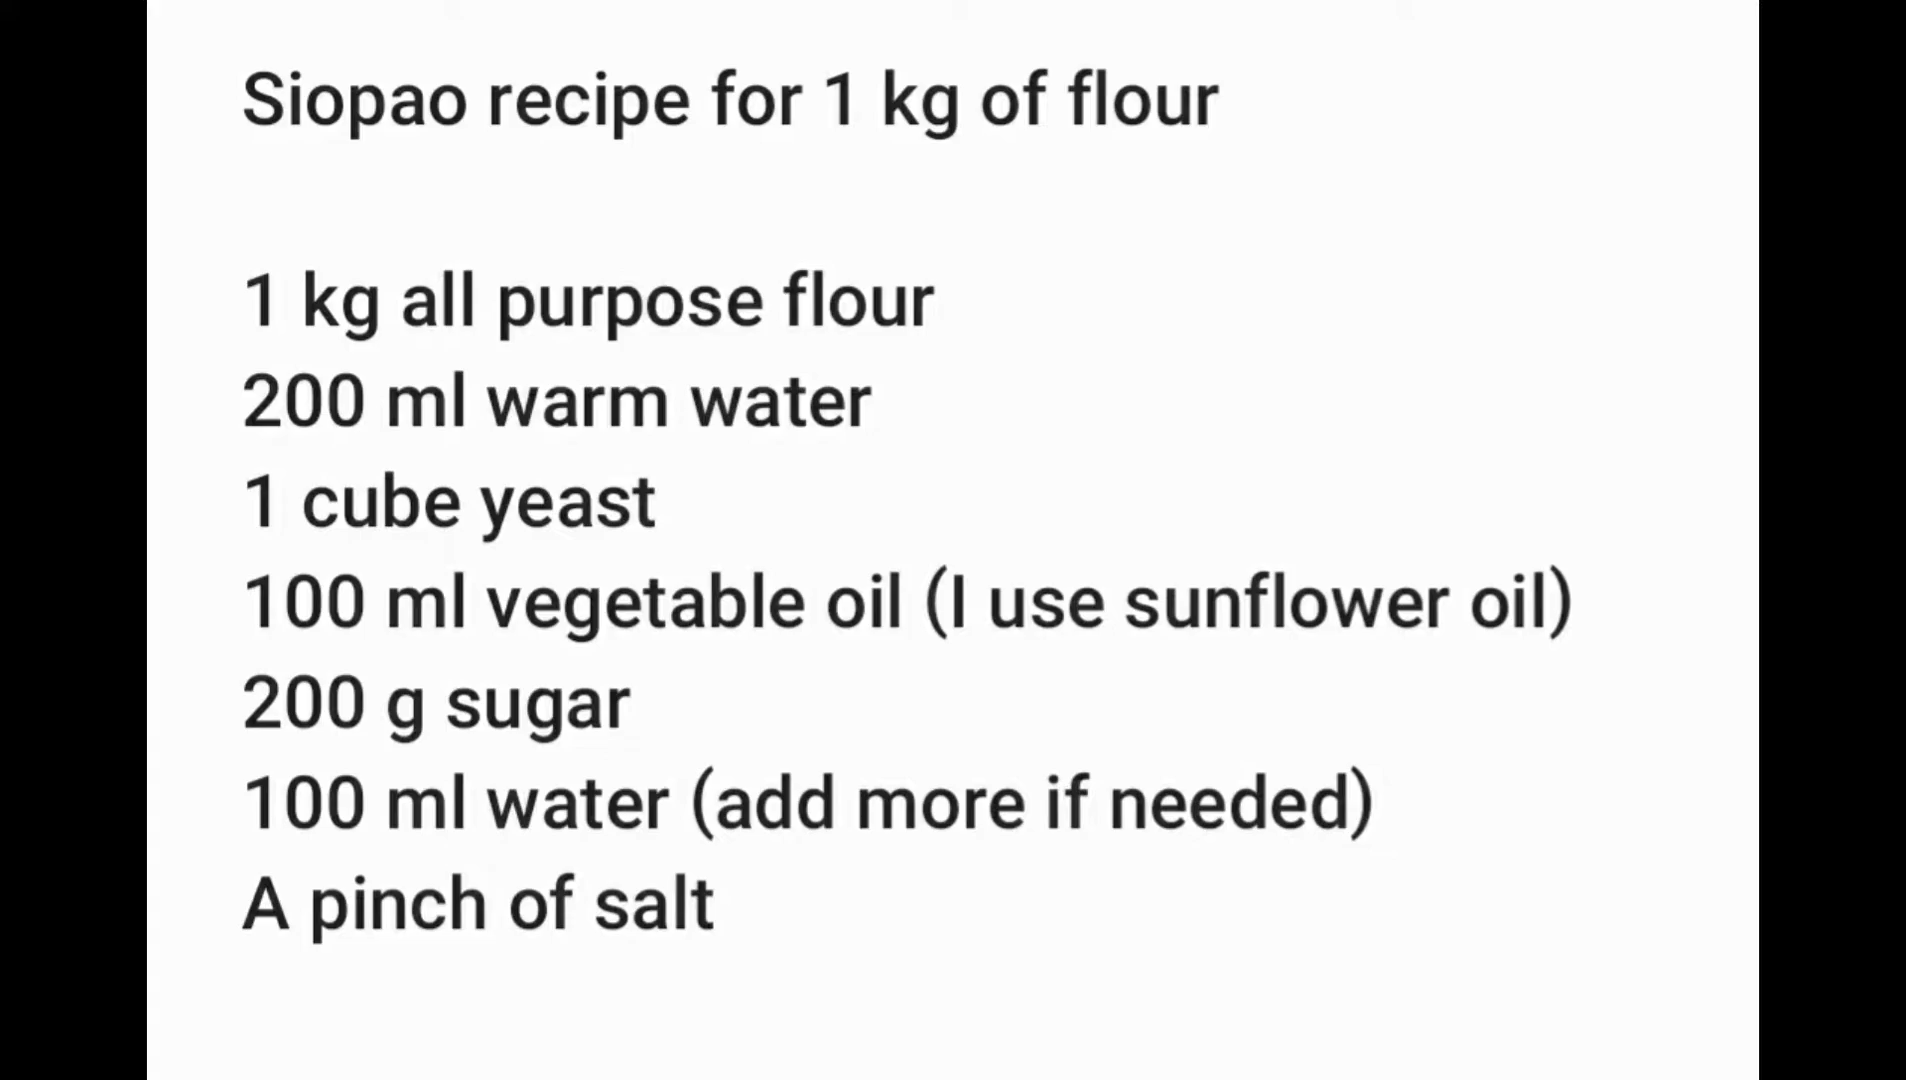 Siopao recipe for 1 kg of flour
1 kg all purpose flour
200 ml warm water
1 cube yeast
100 ml vegetable oil (I use sunflower oil)
200 g sugar
100 ml water (add more if needed)
A pinch of salt